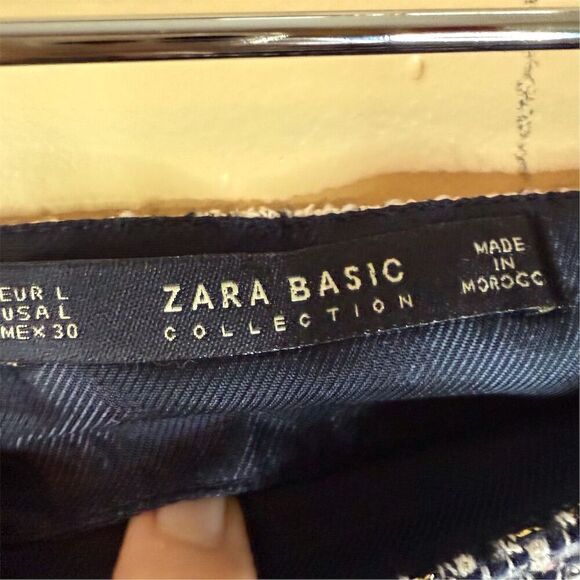 EUR L
USA L
MEX 30
ZARA BASIC
COLLECTION
MADE
IN
MOROCC